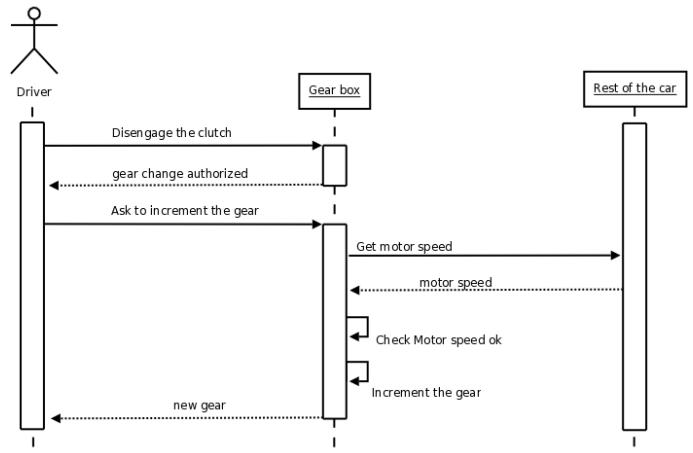 Driver
Gear box
Rest of the car
Disengage the clutch
gear change authorized
Ask to increment the gear
Get motor speed
motor speed
Check Motor speed ok
Increment the gear
new gear